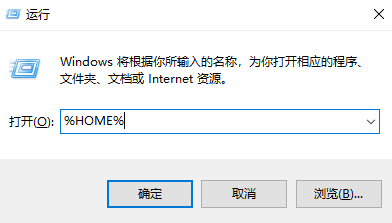 运行
Windows 将根据你所输入的名称，为你打开相应的程序、
文件夹、文档或 Internet 资源。
打开(O): %HOME%
确定 取消 浏览(B)...